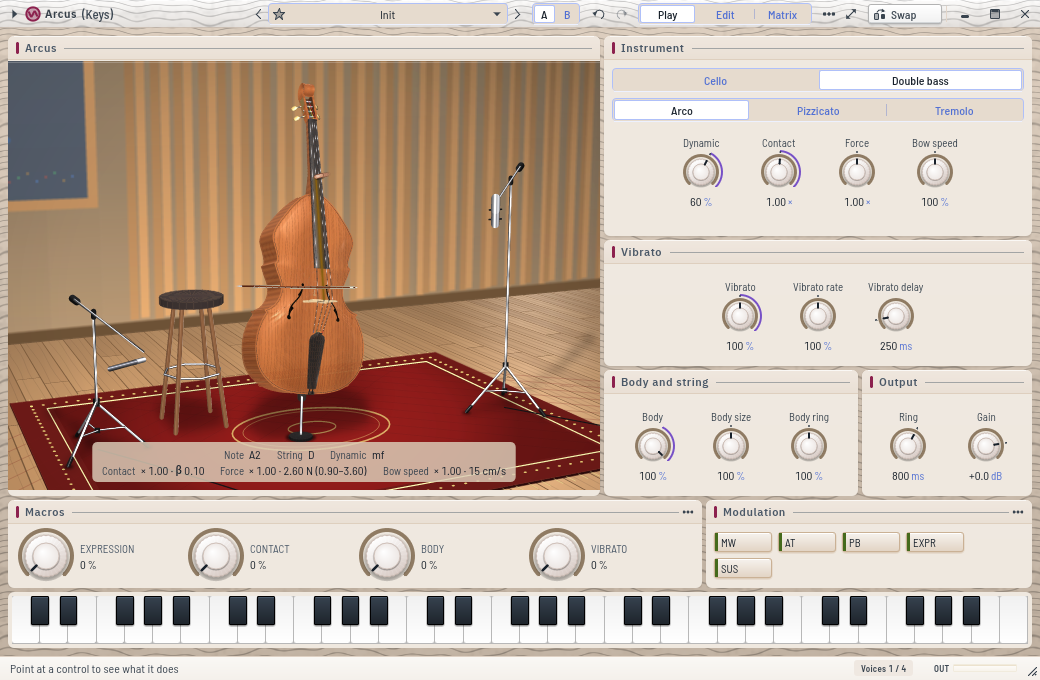 Arcus (Keys)
Init
A B
Play Edit Matrix
Swap
Arcus
Note A2 String D Dynamic mf
Contact × 1.00 · β 0.10 Force × 1.00 · 2.60 N (0.90–3.60) Bow speed × 1.00 · 15 cm/s
Instrument
Cello Double bass
Arco Pizzicato Tremolo
Dynamic Contact Force Bow speed
60 % 1.00 × 1.00 × 100 %
Vibrato
Vibrato Vibrato rate Vibrato delay
100 % 100 % 250 ms
Body and string
Body Body size Body ring
100 % 100 % 100 %
Output
Ring Gain
800 ms +0.0 dB
Macros
EXPRESSION CONTACT BODY VIBRATO
0 % 0 % 0 % 0 %
Modulation
MW AT PB EXPR
SUS
Point at a control to see what it does
Voices 1 / 4 OUT